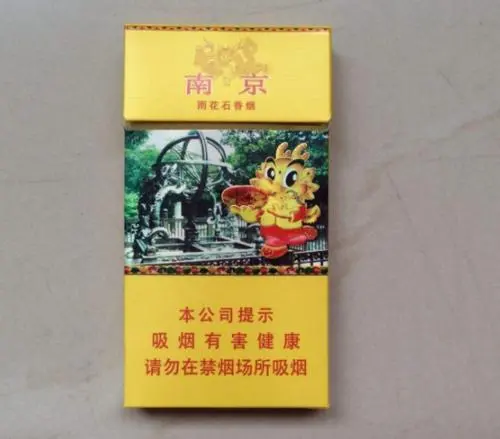 南京
雨花石香烟
本公司提示
吸烟有害健康
请勿在禁烟场所吸烟